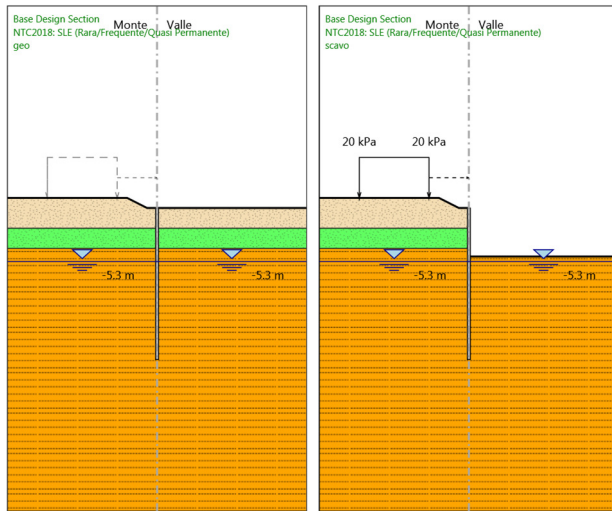 Base Design Section
Monte
Valle
NTC2018: SLE (Rara/Frequente/Quasi Permanente)
geo
-5.3 m
-5.3 m
Base Design Section
Monte
Valle
NTC2018: SLE (Rara/Frequente/Quasi Permanente)
scavo
20 kPa
20 kPa
-5.3 m
-5.3 m